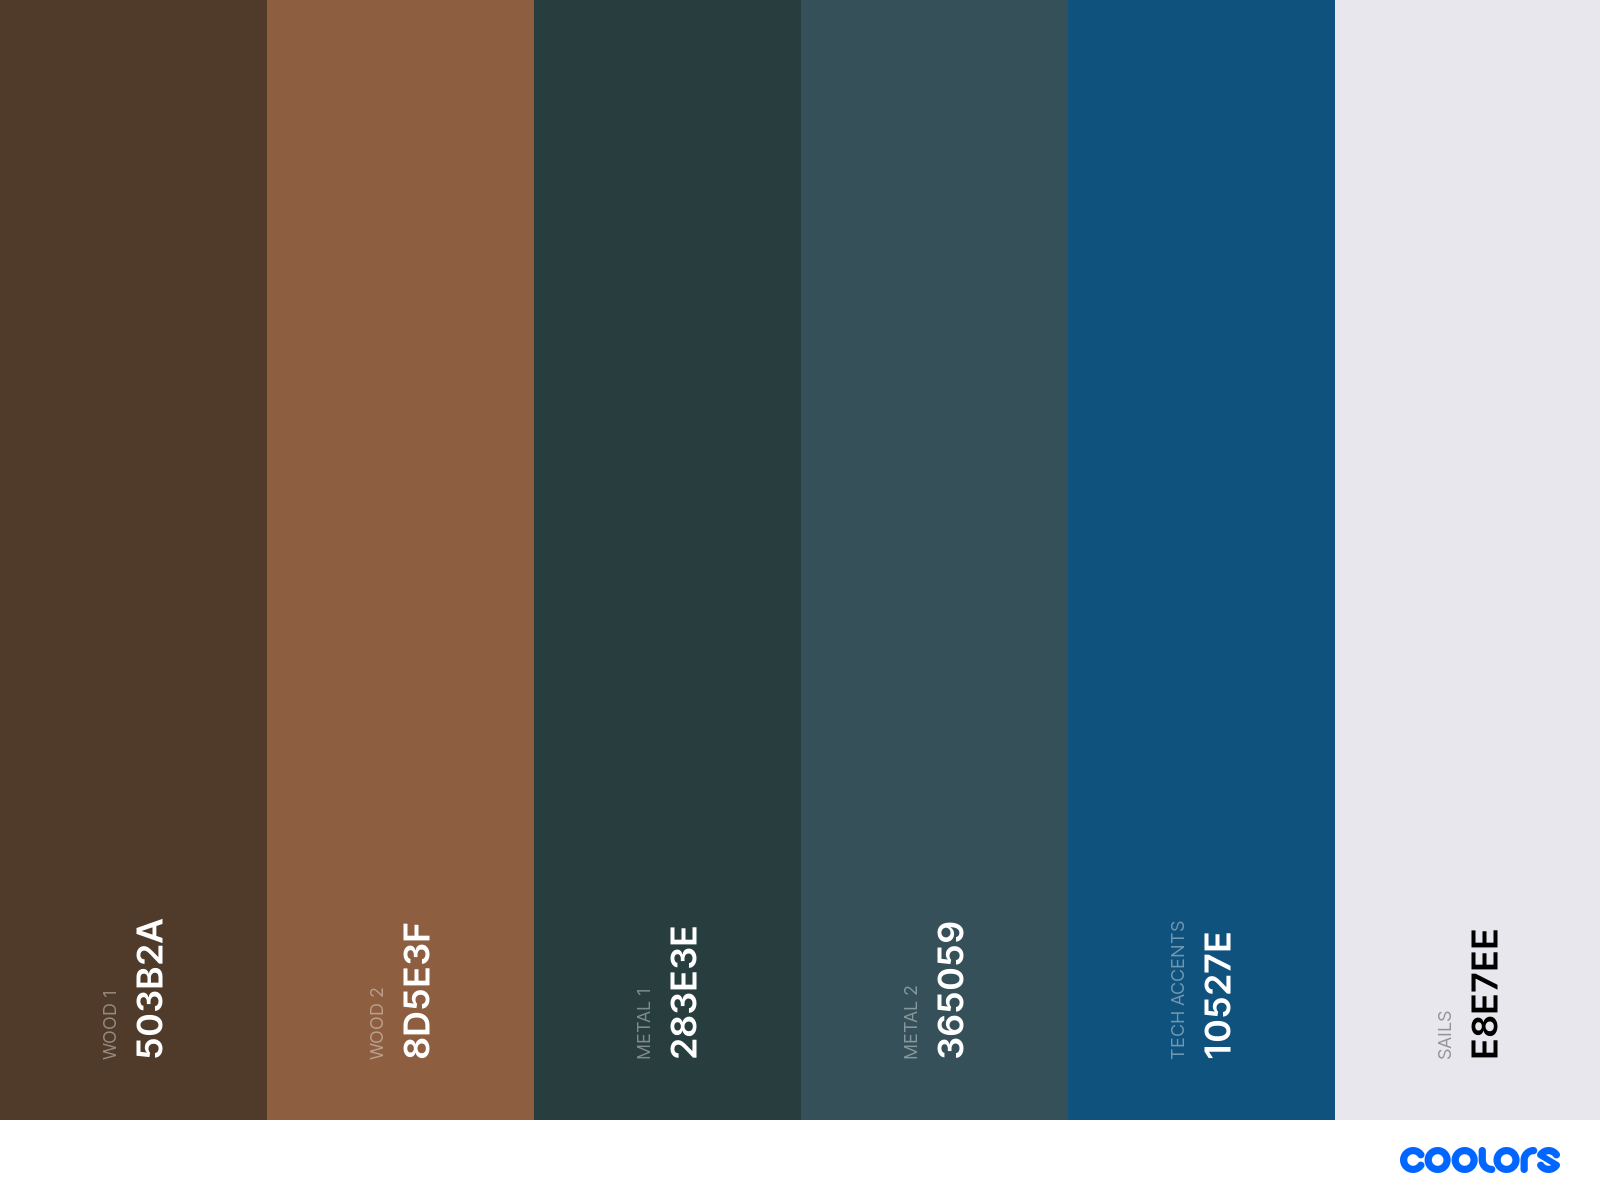 WOOD 1
503B2A
WOOD 2
8D5E3F
METAL 1
283E3E
METAL 2
365059
TECH ACCENTS
10527E
SAILS
E8E7EE
coolors